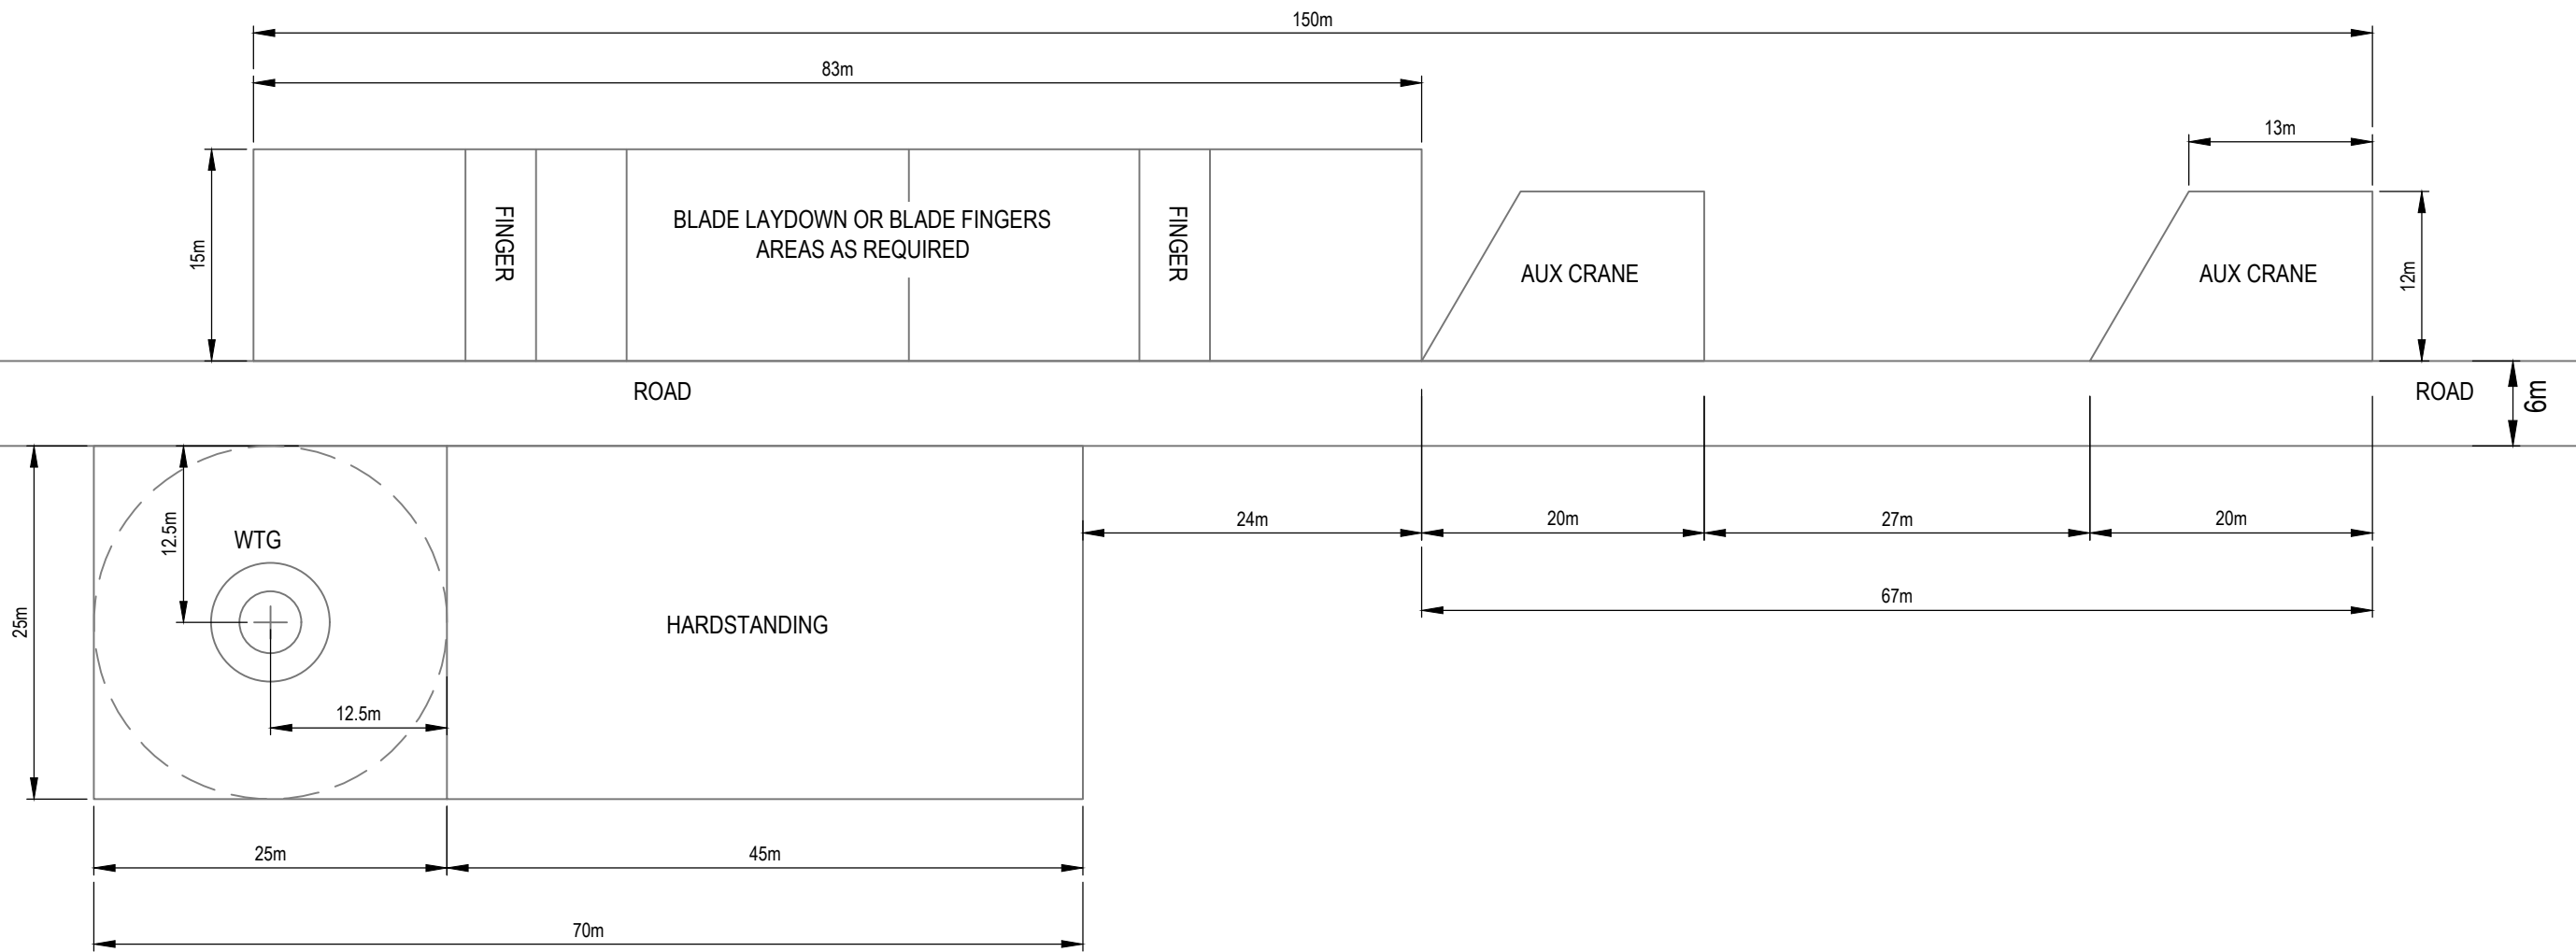 150m
83m
13m
15m
FINGER
BLADE LAYDOWN OR BLADE FINGERS
AREAS AS REQUIRED
FINGER
AUX CRANE
AUX CRANE
12m
ROAD
ROAD
6m
12.5m
WTG
24m
20m
27m
20m
25m
HARDSTANDING
67m
12.5m
25m
45m
70m